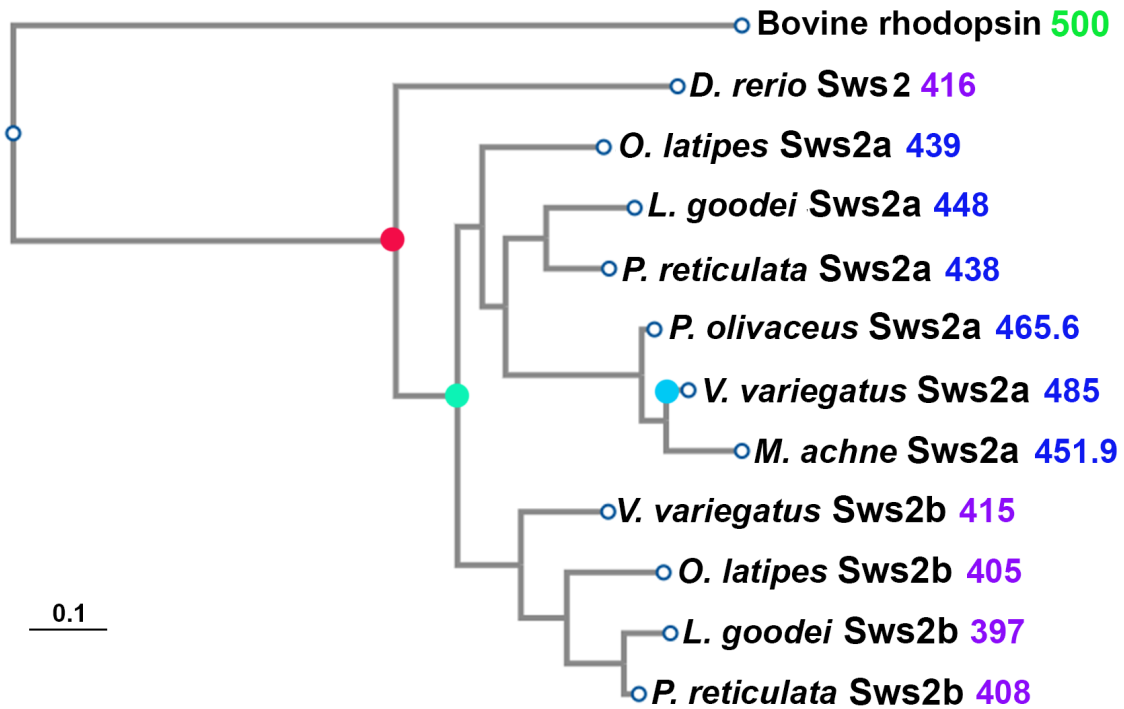 Bovine rhodopsin 500
D. rerio Sws2 416
O. latipes Sws2a 439
L. goodei Sws2a 448
P. reticulata Sws2a 438
P. olivaceus Sws2a 465.6
V. variegatus Sws2a 485
M. achne Sws2a 451.9
V. variegatus Sws2b 415
O. latipes Sws2b 405
0.1
L. goodei Sws2b 397
P. reticulata Sws2b 408